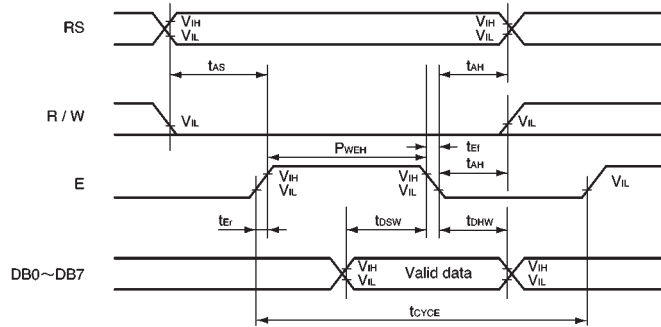 RS
VIH
VIL
VIH
VIL
tAS
tAH
R / W
VIL
VIL
PWEH
tEf
tAH
E
VIH
VIL
VIH
VIL
VIL
tEr
tDSW
tDHW
DB0～DB7
VIH
VIL
Valid data
VIH
VIL
tCYCE